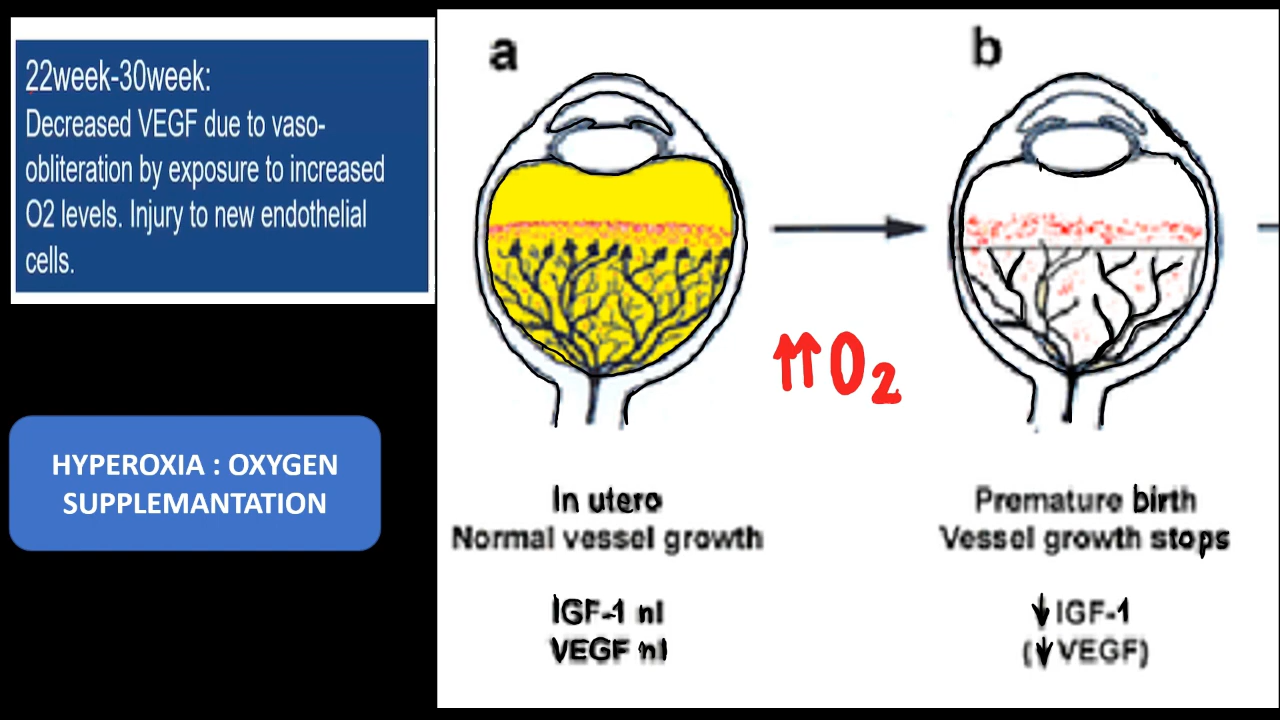 22week-30week:
Decreased VEGF due to vaso-
obliteration by exposure to increased
O2 levels. Injury to new endothelial
cells.
HYPEROXIA : OXYGEN
SUPPLEMANTATION
a
b
↑↑O₂
In utero
Normal vessel growth
IGF-1 nl
VEGF nl
Premature birth
Vessel growth stops
↓ IGF-1
(↓ VEGF)